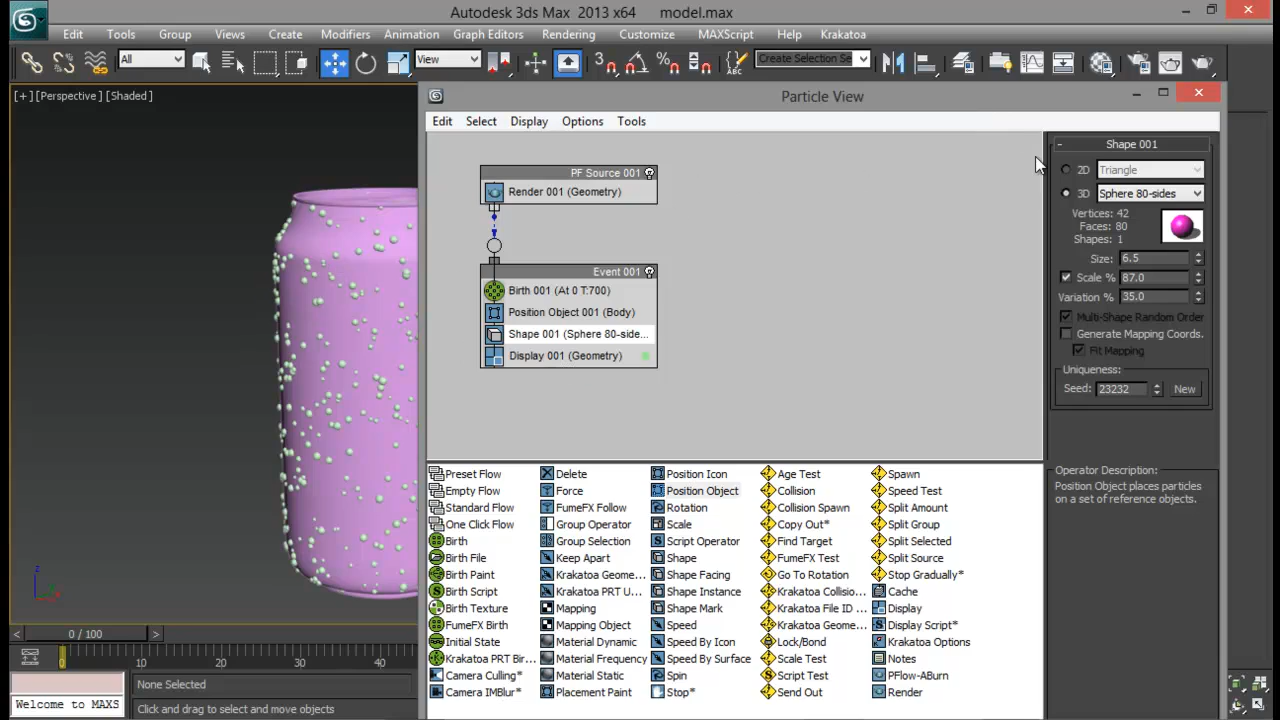 Autodesk 3ds Max 2013 x64 model.max
Edit Tools Group Views Create Modifiers Animation Graph Editors Rendering Customize MAXScript Help Krakatoa
All View 3 ABC Create Selection Se
[+] [Perspective] [Shaded]
Particle View
Edit Select Display Options Tools
PF Source 001
Render 001 (Geometry)
Event 001
Birth 001 (At 0 T:700)
Position Object 001 (Body)
Shape 001 (Sphere 80-side...
Display 001 (Geometry)
- Shape 001
2D Triangle
3D Sphere 80-sides
Vertices: 42
Faces: 80
Shapes: 1
Size: 6.5
Scale % 87.0
Variation % 35.0
Multi-Shape Random Order
Generate Mapping Coords.
Fit Mapping
Uniqueness:
Seed: 23232 New
Operator Description:
Position Object places particles
on a set of reference objects.
Preset Flow Delete Position Icon Age Test Spawn
Empty Flow Force Position Object Collision Speed Test
Standard Flow FumeFX Follow Rotation Collision Spawn Split Amount
One Click Flow Group Operator Scale Copy Out* Split Group
Birth Group Selection Script Operator Find Target Split Selected
Birth File Keep Apart Shape FumeFX Test Split Source
Birth Paint Krakatoa Geome... Shape Facing Go To Rotation Stop Gradually*
Birth Script Krakatoa PRT U... Shape Instance Krakatoa Collisio... Cache
Birth Texture Mapping Shape Mark Krakatoa File ID ... Display
FumeFX Birth Mapping Object Speed Krakatoa Geome... Display Script*
Initial State Material Dynamic Speed By Icon Lock/Bond Krakatoa Options
Krakatoa PRT Bir... Material Frequency Speed By Surface Scale Test Notes
Camera Culling* Material Static Spin Script Test PFlow-ABurn
Camera IMBlur* Placement Paint Stop* Send Out Render
z
x
< 0 / 100 >
0 10 20 30 40
None Selected
Welcome to MAXS
Click and drag to select and move objects